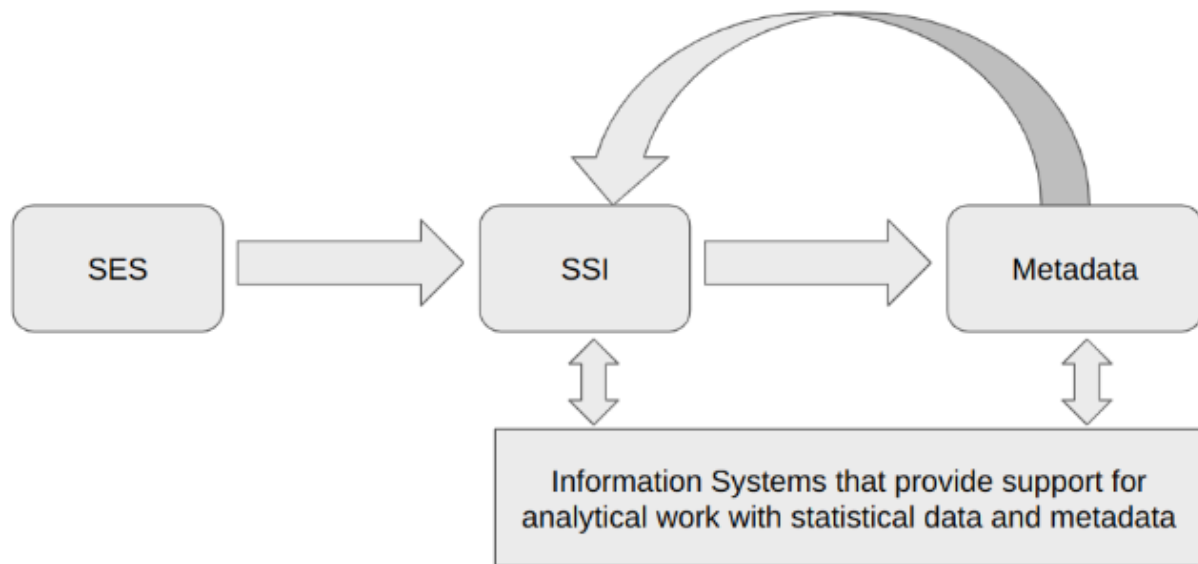 SES
SSI
Metadata
Information Systems that provide support for
analytical work with statistical data and metadata